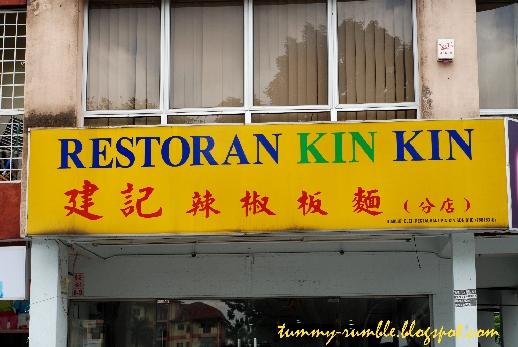 RESTORAN KIN KIN
建記 辣椒板麵 (分店)
tummy-rumble.blogspot.com